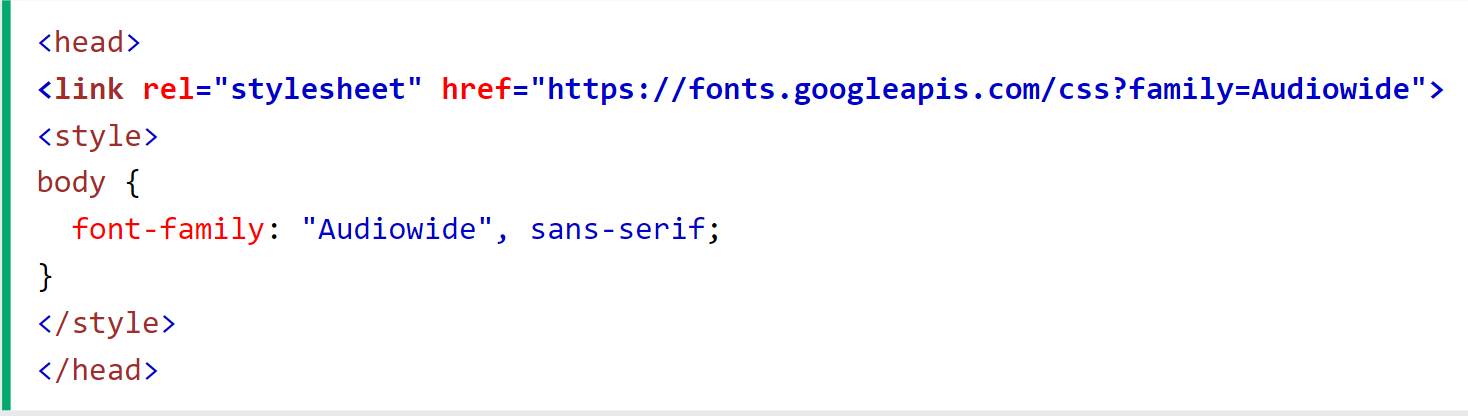 <head>
<link rel="stylesheet" href="https://fonts.googleapis.com/css?family=Audiowide">
<style>
body {
  font-family: "Audiowide", sans-serif;
}
</style>
</head>